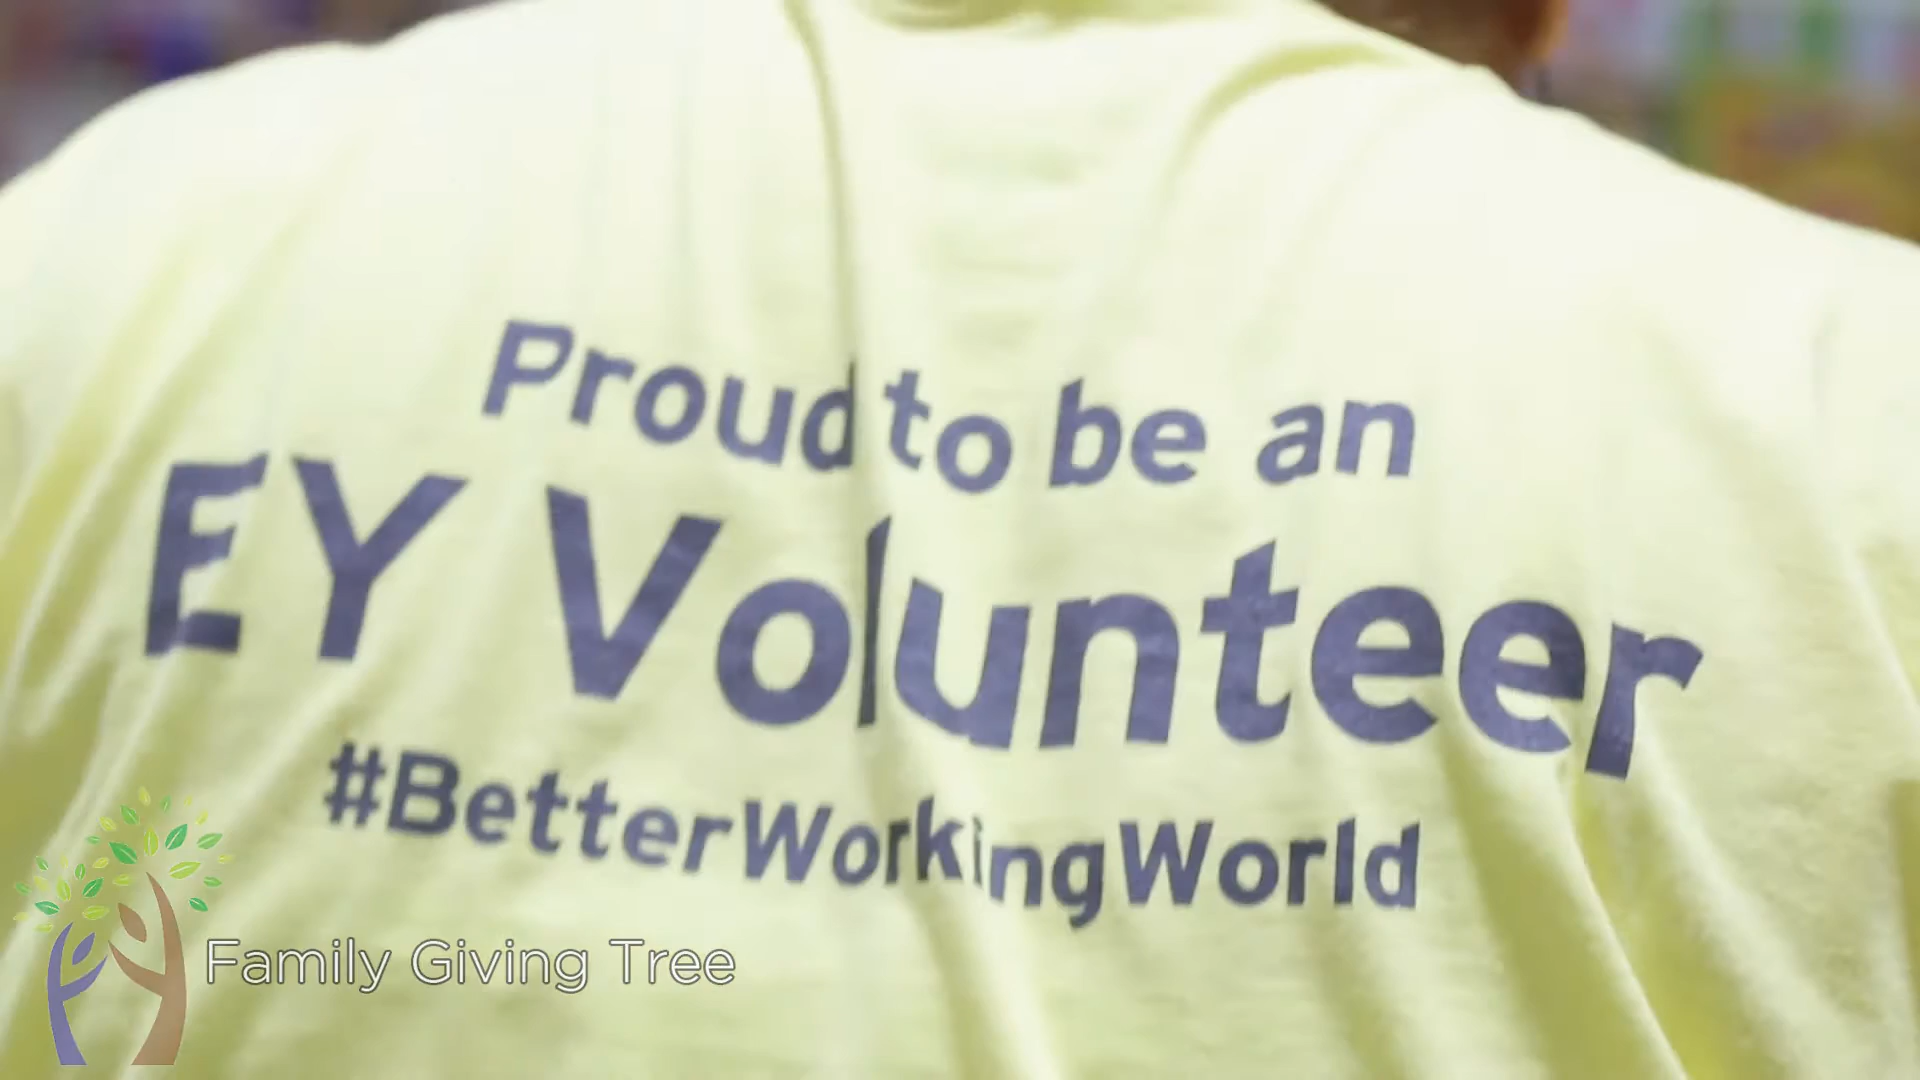 Proud to be an
EY Volunteer
#BetterWorkingWorld
Family Giving Tree